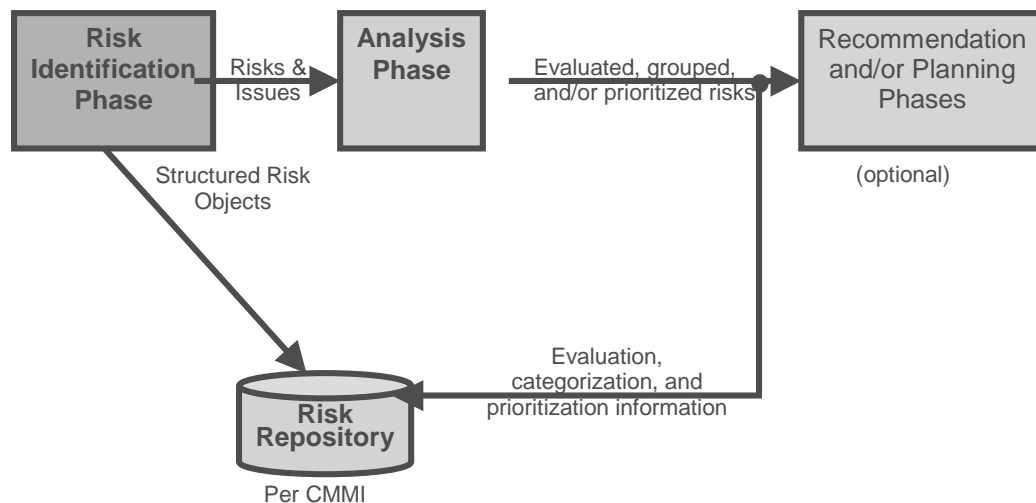 Risk
Identification
Phase
Risks &
Issues
Analysis
Phase
Evaluated, grouped,
and/or prioritized risks
Recommendation
and/or Planning
Phases
(optional)
Structured Risk
Objects
Evaluation,
categorization, and
prioritization information
Risk
Repository
Per CMMI